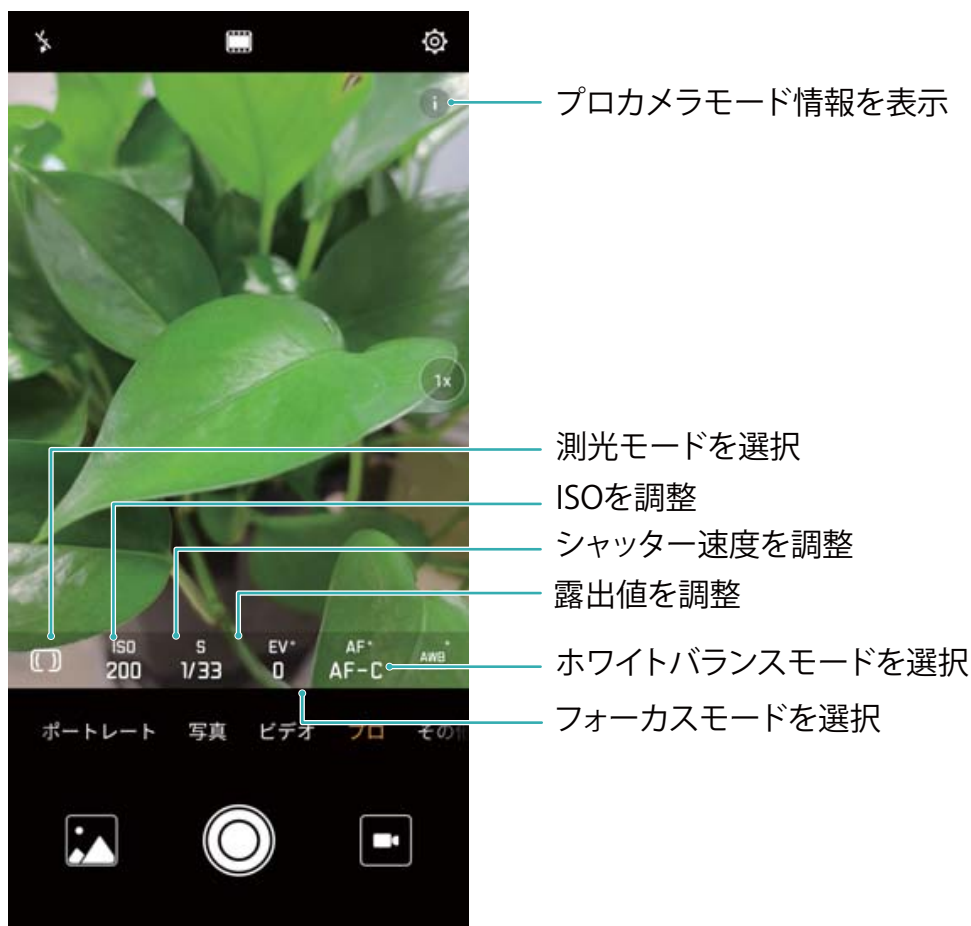 i
プロカメラモード情報を表示
1x
測光モードを選択
ISOを調整
シャッター速度を調整
露出値を調整
ISO S EV AF AWB
200 1/33 0 AF-C
ホワイトバランスモードを選択
フォーカスモードを選択
ポートレート 写真 ビデオ プロ その